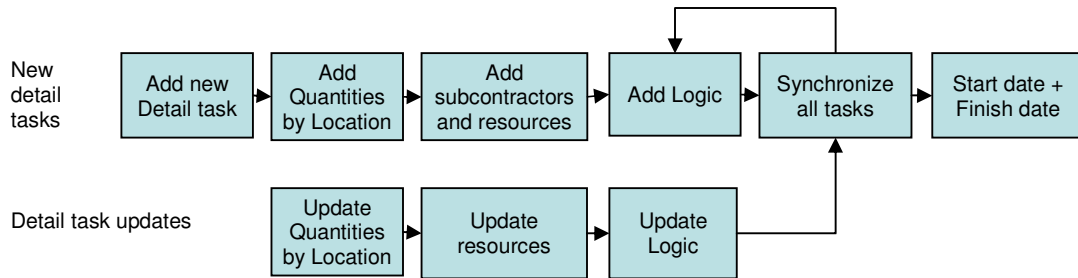 New
detail
tasks
Add new
Detail task
Add
Quantities
by Location
Add
subcontractors
and resources
Add Logic
Synchronize
all tasks
Start date +
Finish date
Detail task updates
Update
Quantities
by Location
Update
resources
Update
Logic